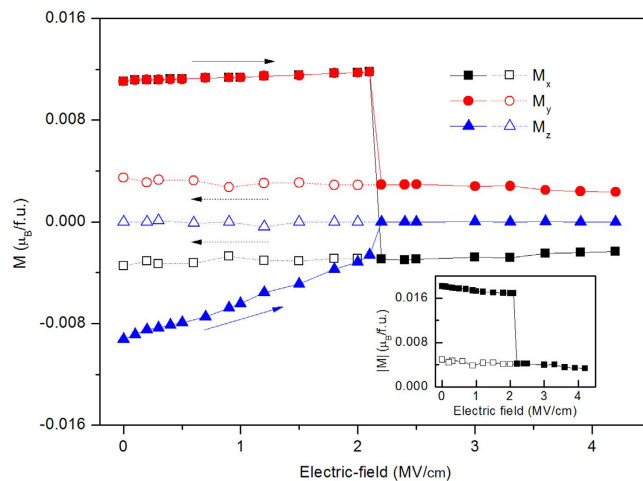 0.016
0.008
0.000
-0.008
-0.016
M (μB/f.u.)
Mx
My
Mz
0.016
0.008
0.000
|M| (μB/f.u.)
0 1 2 3 4
Electric field (MV/cm)
0 1 2 3 4
Electric-field (MV/cm)